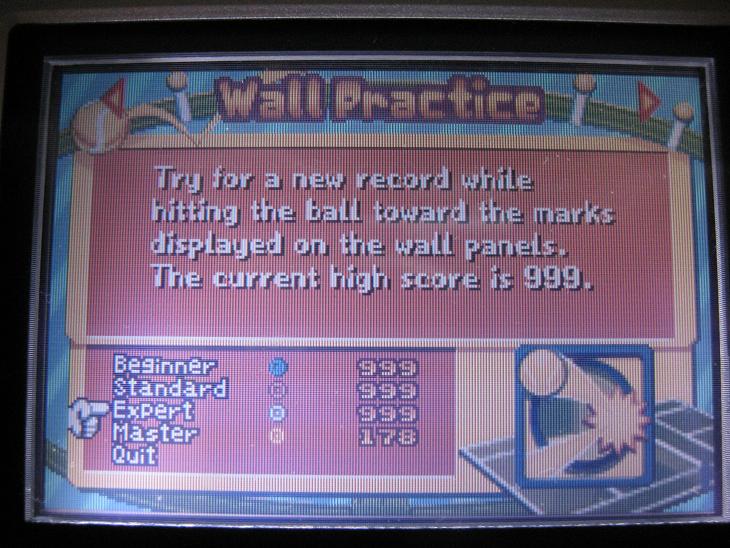 Wall Practice
Try for a new record while
hitting the ball toward the marks
displayed on the wall panels.
The current high score is 999.
Beginner 999
Standard 999
Expert 999
Master 178
Quit